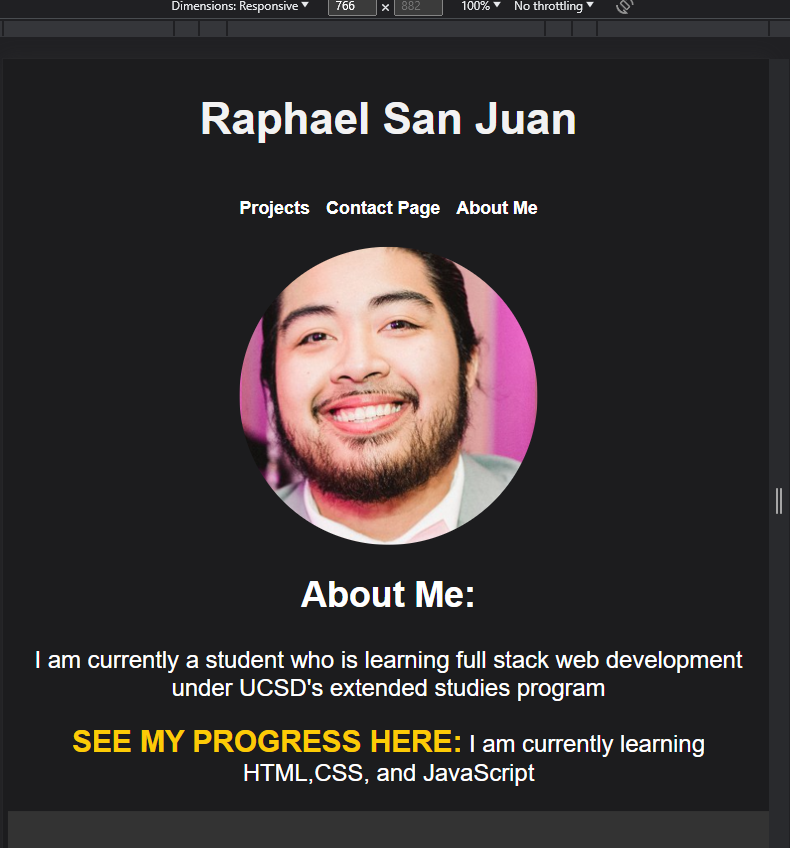 Dimensions: Responsive ▼ 766 × 882 100% ▼ No throttling ▼
Raphael San Juan
Projects Contact Page About Me
About Me:
I am currently a student who is learning full stack web development
under UCSD's extended studies program
SEE MY PROGRESS HERE: I am currently learning
HTML,CSS, and JavaScript